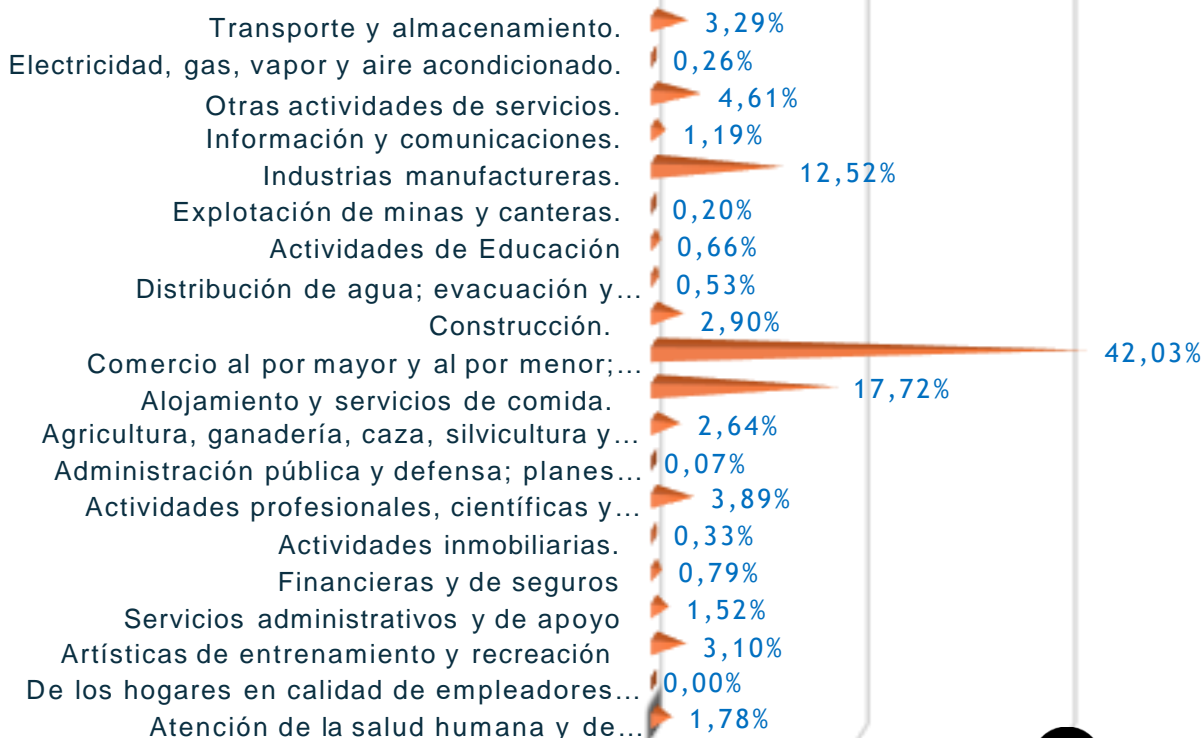 Transporte y almacenamiento. 3,29%
Electricidad, gas, vapor y aire acondicionado. 0,26%
Otras actividades de servicios. 4,61%
Información y comunicaciones. 1,19%
Industrias manufactureras. 12,52%
Explotación de minas y canteras. 0,20%
Actividades de Educación 0,66%
Distribución de agua; evacuación y... 0,53%
Construcción. 2,90%
Comercio al por mayor y al por menor;... 42,03%
Alojamiento y servicios de comida. 17,72%
Agricultura, ganadería, caza, silvicultura y... 2,64%
Administración pública y defensa; planes... 0,07%
Actividades profesionales, científicas y... 3,89%
Actividades inmobiliarias. 0,33%
Financieras y de seguros 0,79%
Servicios administrativos y de apoyo 1,52%
Artísticas de entrenamiento y recreación 3,10%
De los hogares en calidad de empleadores... 0,00%
Atención de la salud humana y de... 1,78%